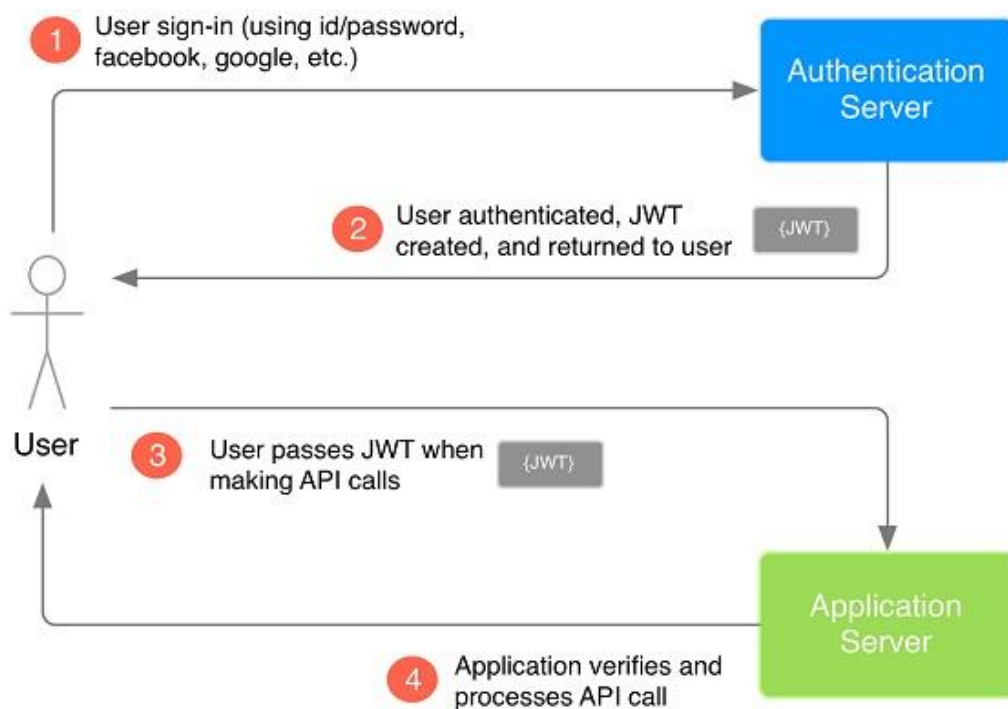 1
User sign-in (using id/password,
facebook, google, etc.)
Authentication
Server
2
User authenticated, JWT
created, and returned to user
{JWT}
User
3
User passes JWT when
making API calls
{JWT}
Application
Server
4
Application verifies and
processes API call